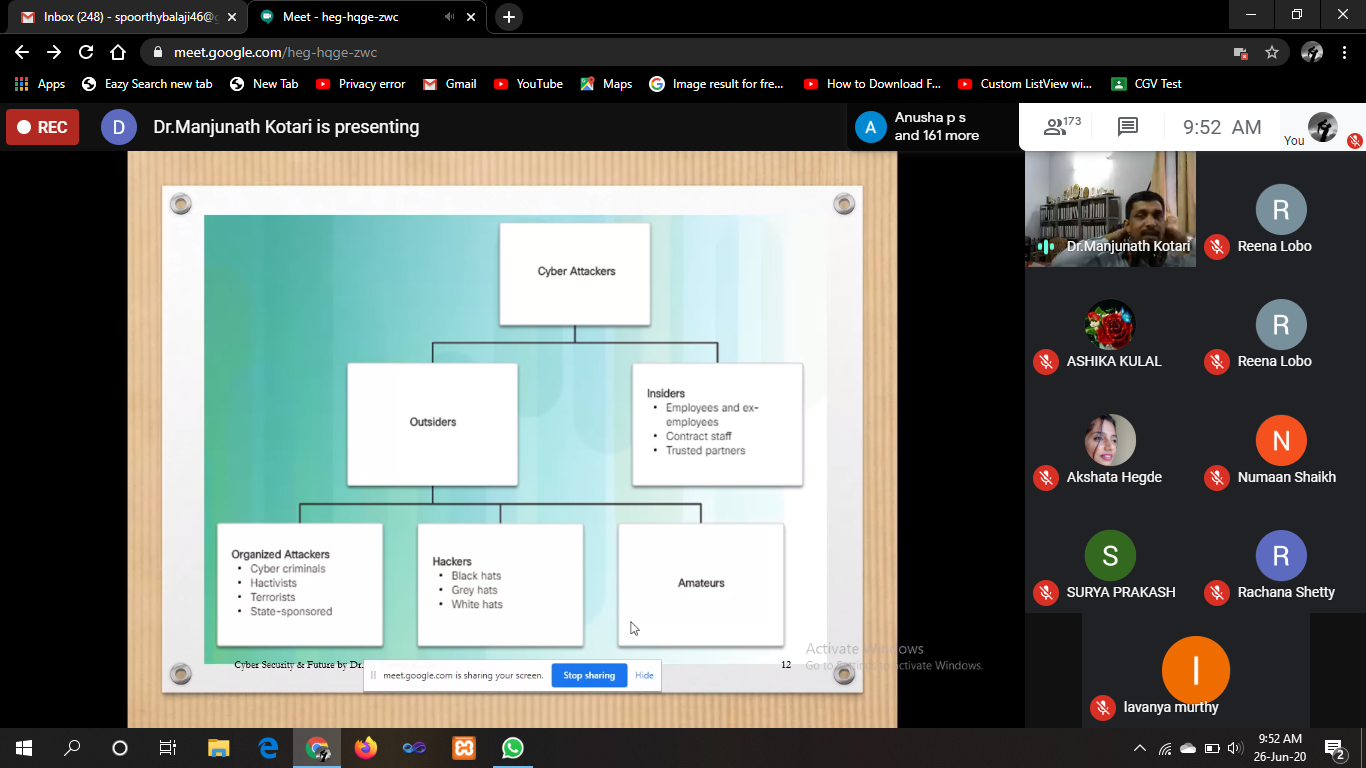 Inbox (248) - spoorthybalaji46@g
Meet - heg-hqge-zwc
meet.google.com/heg-hqge-zwc
Apps
Eazy Search new tab
New Tab
Privacy error
Gmail
YouTube
Maps
Image result for fre...
How to Download F...
Custom ListView wi...
CGV Test
REC
D
Dr.Manjunath Kotari is presenting
A
Anusha p s
and 161 more
173
9:52 AM
You
Cyber Attackers
Outsiders
Insiders
• Employees and ex-
employees
• Contract staff
• Trusted partners
Organized Attackers
• Cyber criminals
• Hactivists
• Terrorists
• State-sponsored
Hackers
• Black hats
• Grey hats
• White hats
Amateurs
Cyber Security & Future by Dr.
12
meet.google.com is sharing your screen.
Stop sharing
Hide
Activate Windows
Go to Settings to activate Windows.
Dr.Manjunath Kotari
R
Reena Lobo
ASHIKA KULAL
R
Reena Lobo
Akshata Hegde
N
Numaan Shaikh
S
SURYA PRAKASH
R
Rachana Shetty
I
lavanya murthy
9:52 AM
26-Jun-20
2